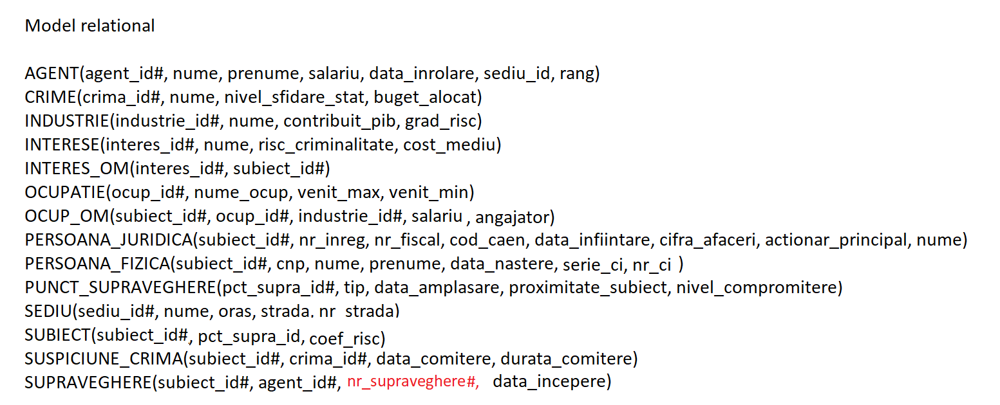 Model relational
AGENT(agent_id#, nume, prenume, salariu, data_inrolare, sediu_id, rang)
CRIME(crima_id#, nume, nivel_sfidare_stat, buget_alocat)
INDUSTRIE(industrie_id#, nume, contribuit_pib, grad_risc)
INTERESE(interes_id#, nume, risc_criminalitate, cost_mediu)
INTERES_OM(interes_id#, subiect_id#)
OCUPATIE(ocup_id#, nume_ocup, venit_max, venit_min)
OCUP_OM(subiect_id#, ocup_id#, industrie_id#, salariu , angajator)
PERSOANA_JURIDICA(subiect_id#, nr_inreg, nr_fiscal, cod_caen, data_infiintare, cifra_afaceri, actionar_principal, nume)
PERSOANA_FIZICA(subiect_id#, cnp, nume, prenume, data_nastere, serie_ci, nr_ci )
PUNCT_SUPRAVEGHERE(pct_supra_id#, tip, data_amplasare, proximitate_subiect, nivel_compromitere)
SEDIU(sediu_id#, nume, oras, strada, nr_strada)
SUBIECT(subiect_id#, pct_supra_id, coef_risc)
SUSPICIUNE_CRIMA(subiect_id#, crima_id#, data_comitere, durata_comitere)
SUPRAVEGHERE(subiect_id#, agent_id#, nr_supraveghere#, data_incepere)